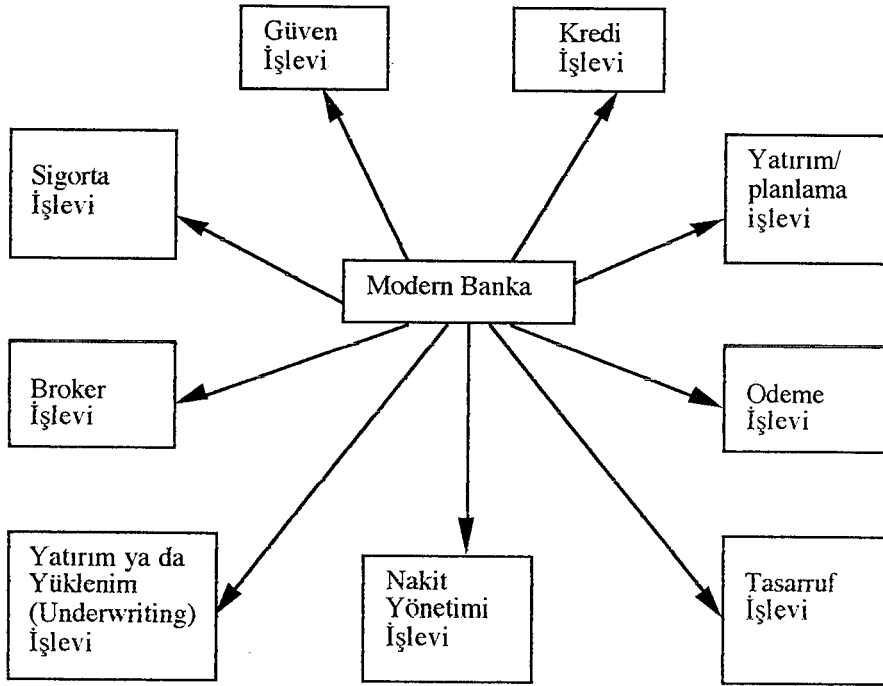 Güven
İşlevi
Kredi
İşlevi
Sigorta
İşlevi
Yatırım/
planlama
işlevi
Modern Banka
Broker
İşlevi
Odeme
İşlevi
Yatırım ya da
Yüklenim
(Underwriting)
İşlevi
Nakit
Yönetimi
İşlevi
Tasarruf
İşlevi